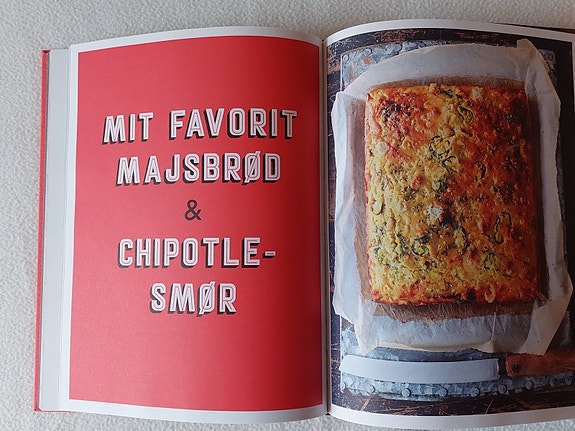 MIT FAVORIT
MAJSBRØD
&
CHIPOTLE-
SMØR